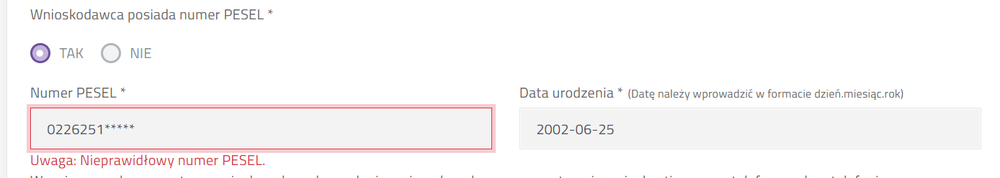 Wnioskodawca posiada numer PESEL *
TAK NIE
Numer PESEL * Data urodzenia * (Datę należy wprowadzić w formacie dzień.miesiąc.rok)
0226251***** 2002-06-25
Uwaga: Nieprawidłowy numer PESEL.